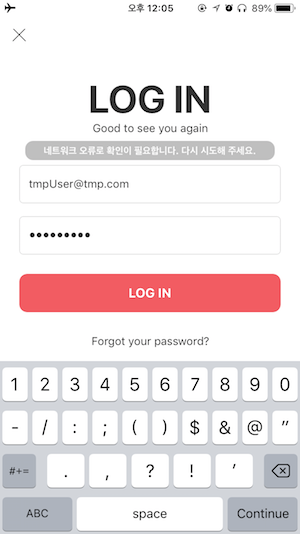 오후 12:05
89%
LOG IN
Good to see you again
네트워크 오류로 확인이 필요합니다. 다시 시도해 주세요.
tmpUser@tmp.com
•••••••••
LOG IN
Forgot your password?
1 2 3 4 5 6 7 8 9 0
- / : ; ( ) $ & @ ”
#+= . , ? ! ’
ABC space Continue